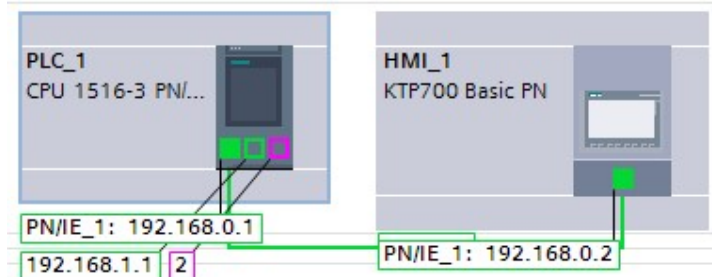 PLC_1
CPU 1516-3 PN/...
HMI_1
KTP700 Basic PN
PN/IE_1: 192.168.0.1
192.168.1.1
2
PN/IE_1: 192.168.0.2